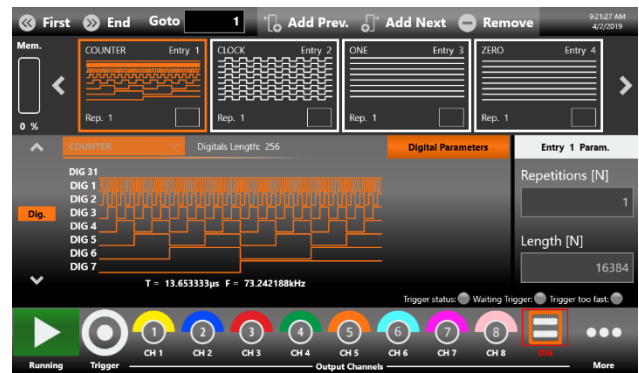 First End Goto 1 Add Prev. Add Next Remove 9:21:27 AM
4/2/2019
Mem.
0 %
COUNTER Entry 1
Rep. 1
CLOCK Entry 2
Rep. 1
ONE Entry 3
Rep. 1
ZERO Entry 4
Rep. 1
COUNTER Digitals Length: 256 Digital Parameters Entry 1 Param.
Dig.
DIG 31
DIG 1
DIG 2
DIG 3
DIG 4
DIG 5
DIG 6
DIG 7
T = 13.653333µs F = 73.242188kHz
Repetitions [N]
1
Length [N]
16384
Trigger status: Waiting Trigger: Trigger too fast:
1 2 3 4 5 6 7 8
Running Trigger CH 1 CH 2 CH 3 CH 4 CH 5 CH 6 CH 7 CH 8 DIG More
Output Channels